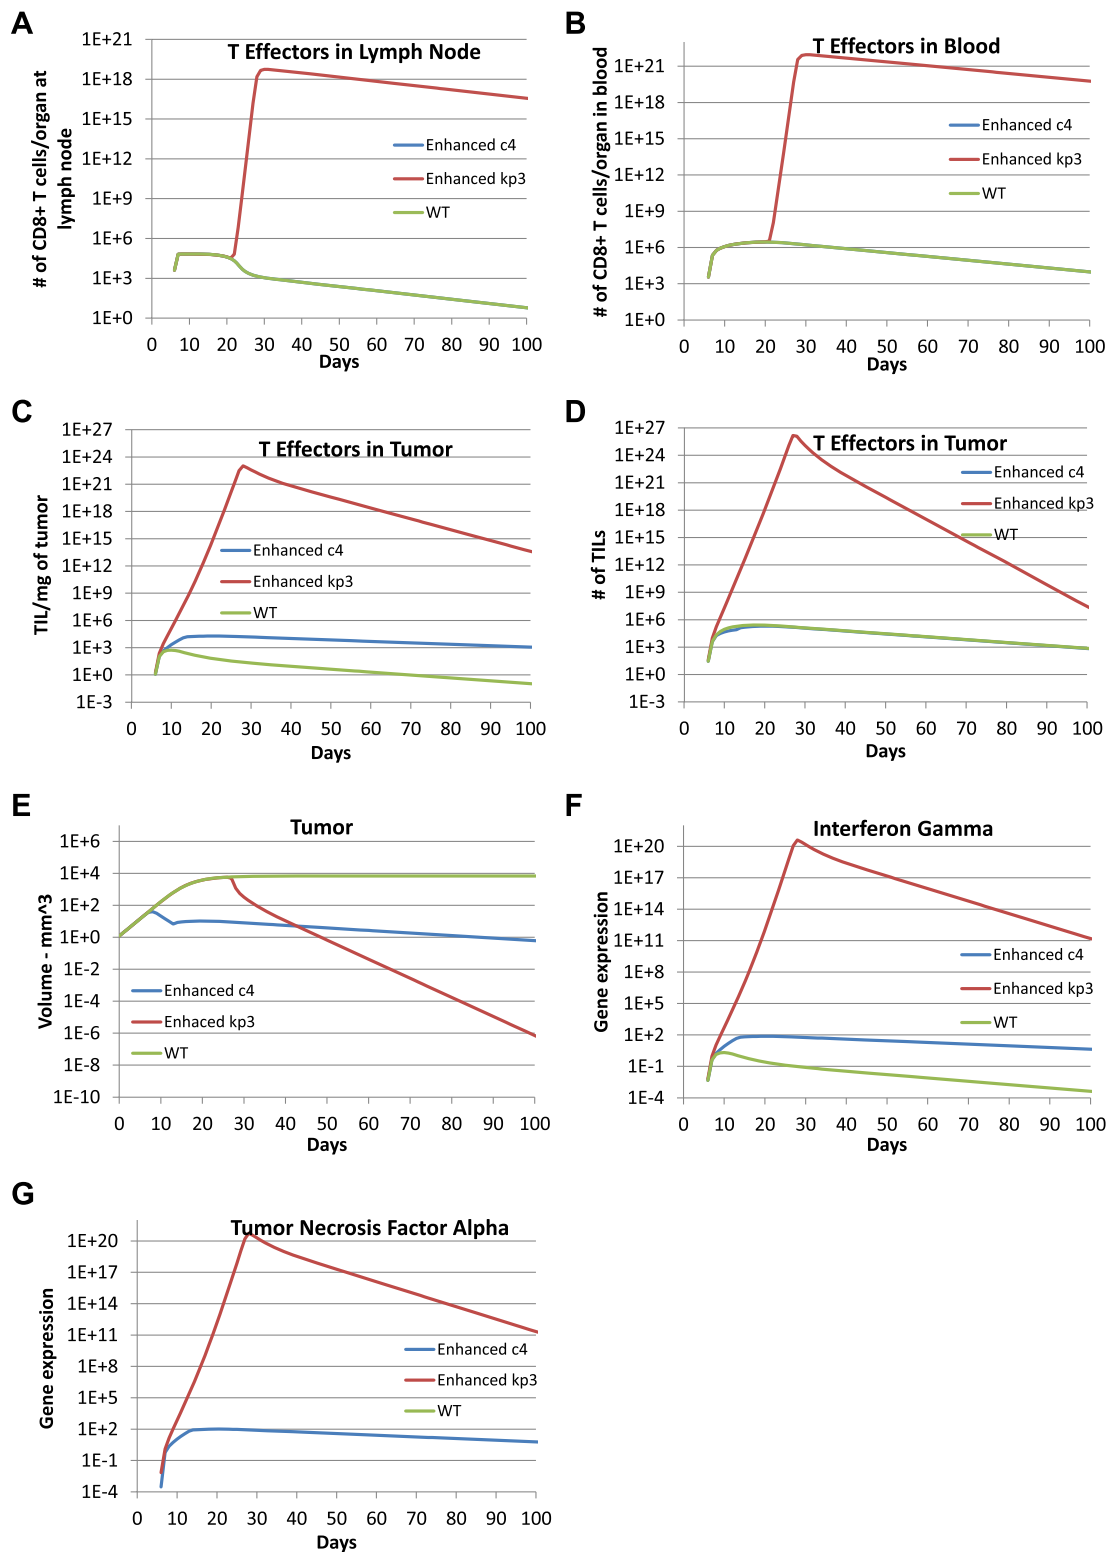 A
T Effectors in Lymph Node
# of CD8+ T cells/organ at
lymph node
1E+21
1E+18
1E+15
1E+12
1E+9
1E+6
1E+3
1E+0
Enhanced c4
Enhanced kp3
WT
0 10 20 30 40 50 60 70 80 90 100
Days
B
T Effectors in Blood
# of CD8+ T cells/organ in blood
1E+21
1E+18
1E+15
1E+12
1E+9
1E+6
1E+3
1E+0
Enhanced c4
Enhanced kp3
WT
0 10 20 30 40 50 60 70 80 90 100
Days
C
T Effectors in Tumor
TIL/mg of tumor
1E+27
1E+24
1E+21
1E+18
1E+15
1E+12
1E+9
1E+6
1E+3
1E+0
1E-3
Enhanced c4
Enhanced kp3
WT
0 10 20 30 40 50 60 70 80 90 100
Days
D
T Effectors in Tumor
# of TILs
1E+27
1E+24
1E+21
1E+18
1E+15
1E+12
1E+9
1E+6
1E+3
1E+0
1E-3
Enhanced c4
Enhanced kp3
WT
0 10 20 30 40 50 60 70 80 90 100
Days
E
Tumor
Volume - mm^3
1E+6
1E+4
1E+2
1E+0
1E-2
1E-4
1E-6
1E-8
1E-10
Enhanced c4
Enhaced kp3
WT
0 10 20 30 40 50 60 70 80 90 100
Days
F
Interferon Gamma
Gene expression
1E+20
1E+17
1E+14
1E+11
1E+8
1E+5
1E+2
1E-1
1E-4
Enhanced c4
Enhanced kp3
WT
0 10 20 30 40 50 60 70 80 90 100
Days
G
Tumor Necrosis Factor Alpha
Gene expression
1E+20
1E+17
1E+14
1E+11
1E+8
1E+5
1E+2
1E-1
1E-4
Enhanced c4
Enhanced kp3
WT
0 10 20 30 40 50 60 70 80 90 100
Days